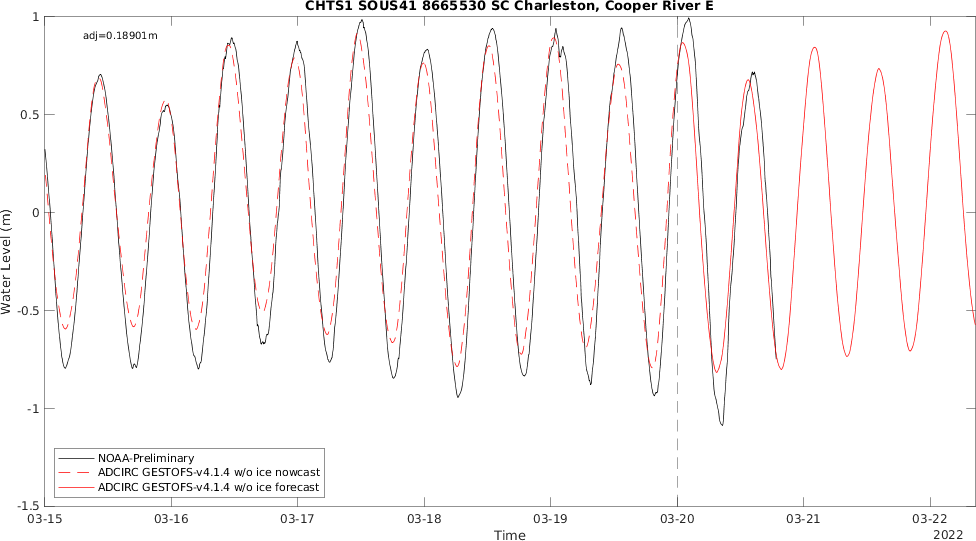 CHTS1 SOUS41 8665530 SC Charleston, Cooper River E
adj=0.18901m
1
0.5
0
-0.5
-1
-1.5
Water Level (m)
NOAA-Preliminary
ADCIRC GESTOFS-v4.1.4 w/o ice nowcast
ADCIRC GESTOFS-v4.1.4 w/o ice forecast
03-15 03-16 03-17 03-18 03-19 03-20 03-21 03-22
Time
2022